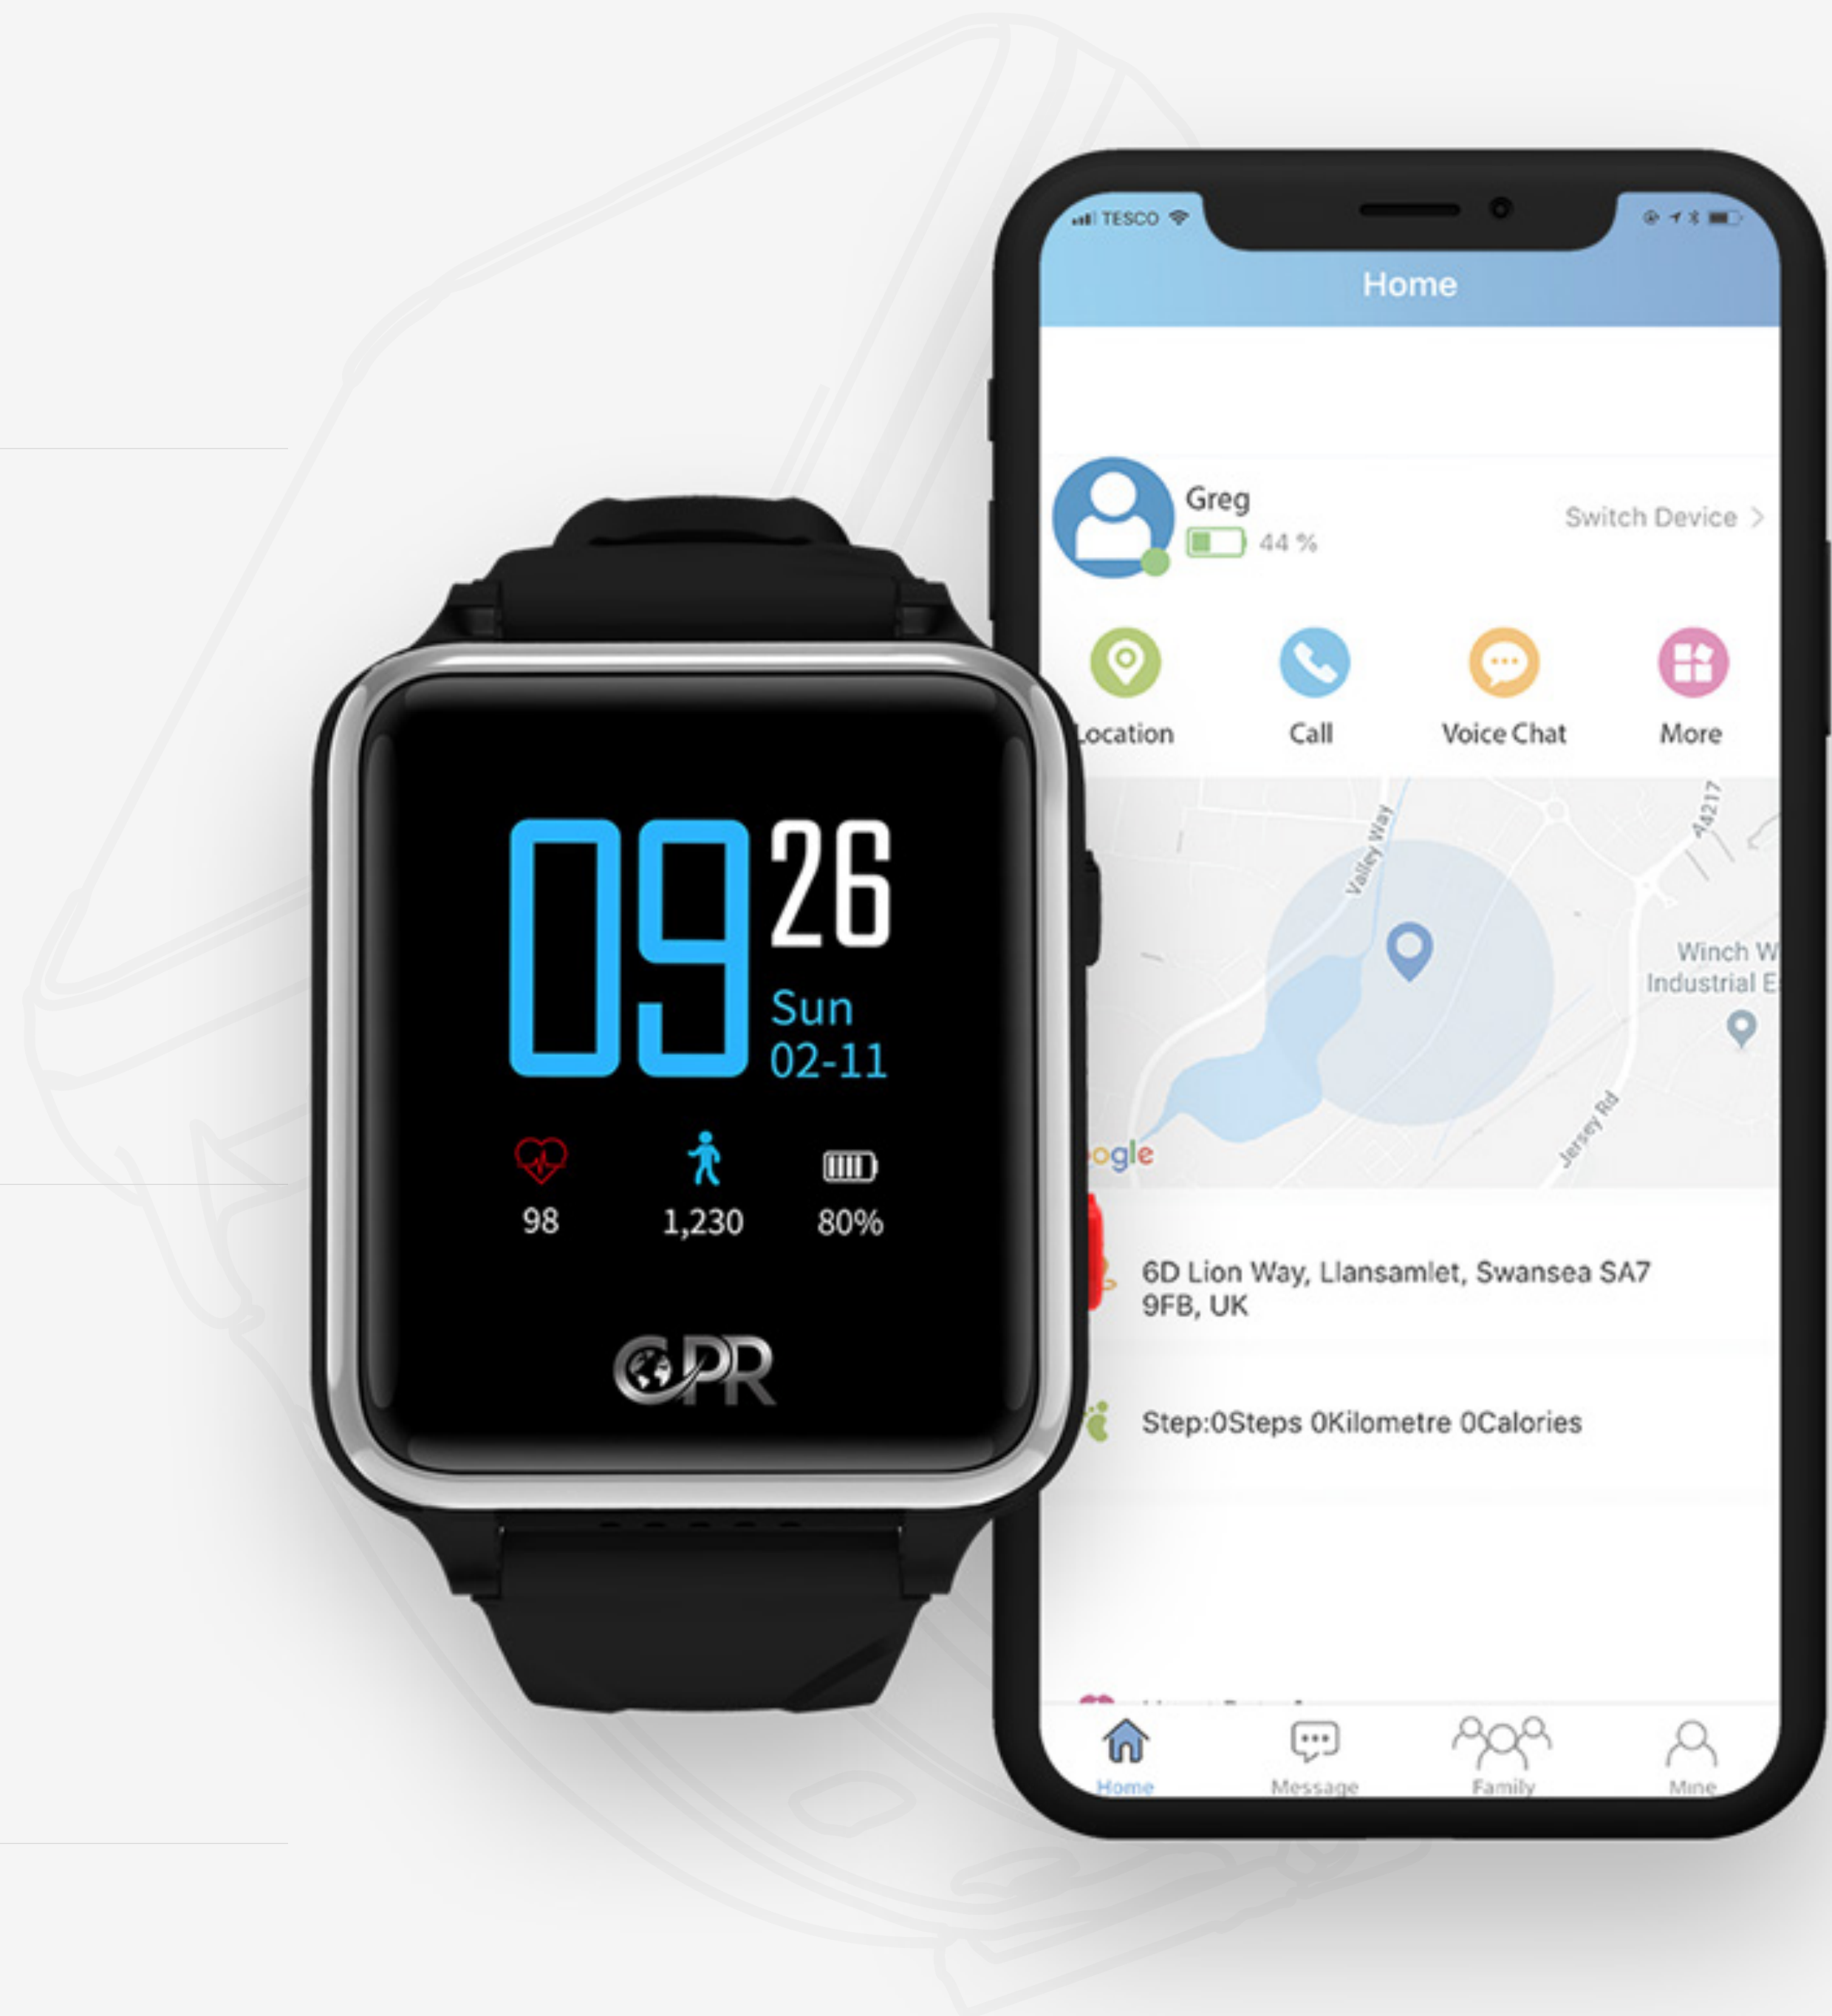 09 26
Sun
02-11
98 1,230 80%
CPR
TESCO
Home
Greg
44 %
Switch Device >
Location Call Voice Chat More
Valley Way
A4217
Winch W
Industrial E
Jersey Rd
ogle
6D Lion Way, Llansamlet, Swansea SA7
9FB, UK
Step:0Steps 0Kilometre 0Calories
Home Message Family Mine